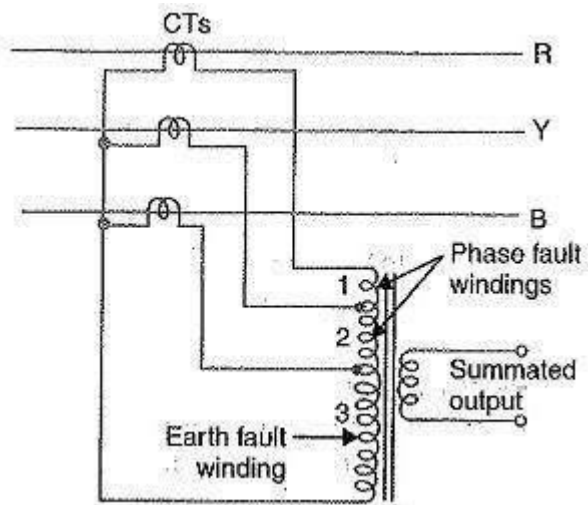 CTs
R
Y
B
1
Phase fault
windings
2
Summated
output
3
Earth fault
winding